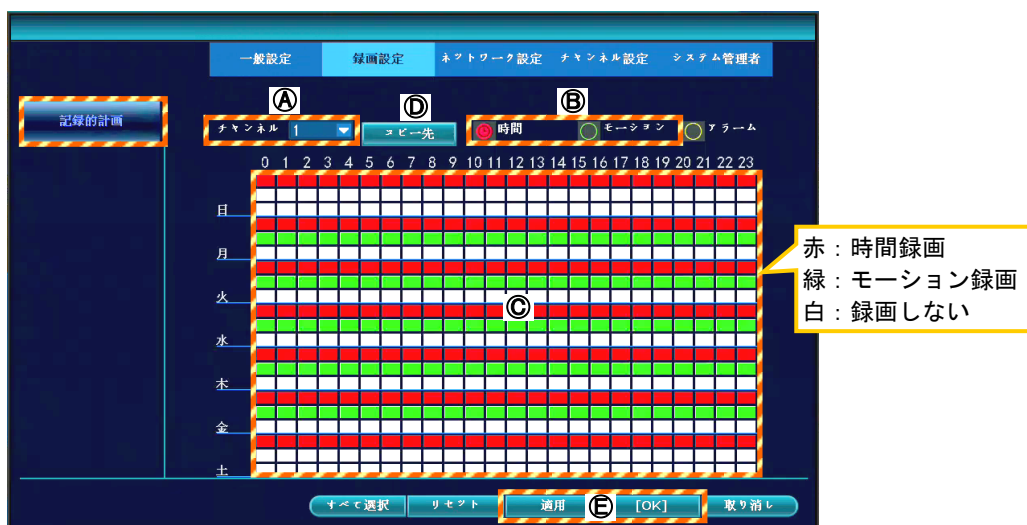 一般設定 録画設定 ネットワーク設定 チャンネル設定 システム管理者
Ⓐ Ⓓ Ⓑ
記録的計画
チャンネル 1 コピー先 時間 モーション アラーム
0 1 2 3 4 5 6 7 8 9 10 11 12 13 14 15 16 17 18 19 20 21 22 23
日
月
火
水
木
金
土
Ⓒ
赤：時間録画
緑：モーション録画
白：録画しない
すべて選択 リセット 適用 Ⓔ [OK] 取り消し